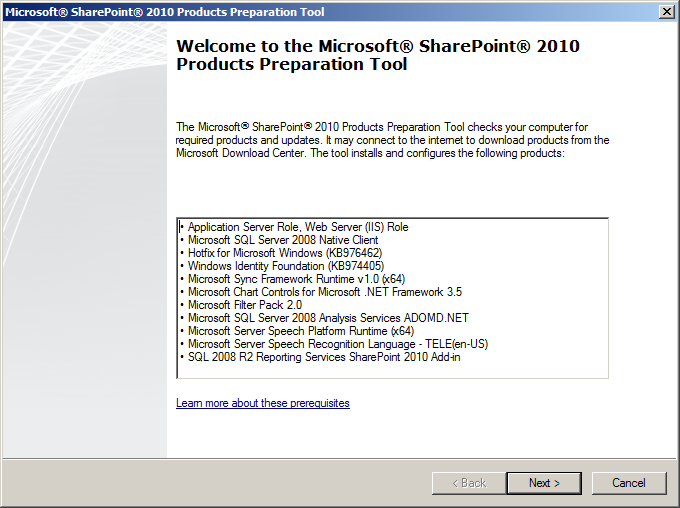 Microsoft® SharePoint® 2010 Products Preparation Tool
Welcome to the Microsoft® SharePoint® 2010
Products Preparation Tool
The Microsoft® SharePoint® 2010 Products Preparation Tool checks your computer for
required products and updates. It may connect to the internet to download products from the
Microsoft Download Center. The tool installs and configures the following products:
• Application Server Role, Web Server (IIS) Role
• Microsoft SQL Server 2008 Native Client
• Hotfix for Microsoft Windows (KB976462)
• Windows Identity Foundation (KB974405)
• Microsoft Sync Framework Runtime v1.0 (x64)
• Microsoft Chart Controls for Microsoft .NET Framework 3.5
• Microsoft Filter Pack 2.0
• Microsoft SQL Server 2008 Analysis Services ADOMD.NET
• Microsoft Server Speech Platform Runtime (x64)
• Microsoft Server Speech Recognition Language - TELE(en-US)
• SQL 2008 R2 Reporting Services SharePoint 2010 Add-in
Learn more about these prerequisites
< Back Next > Cancel